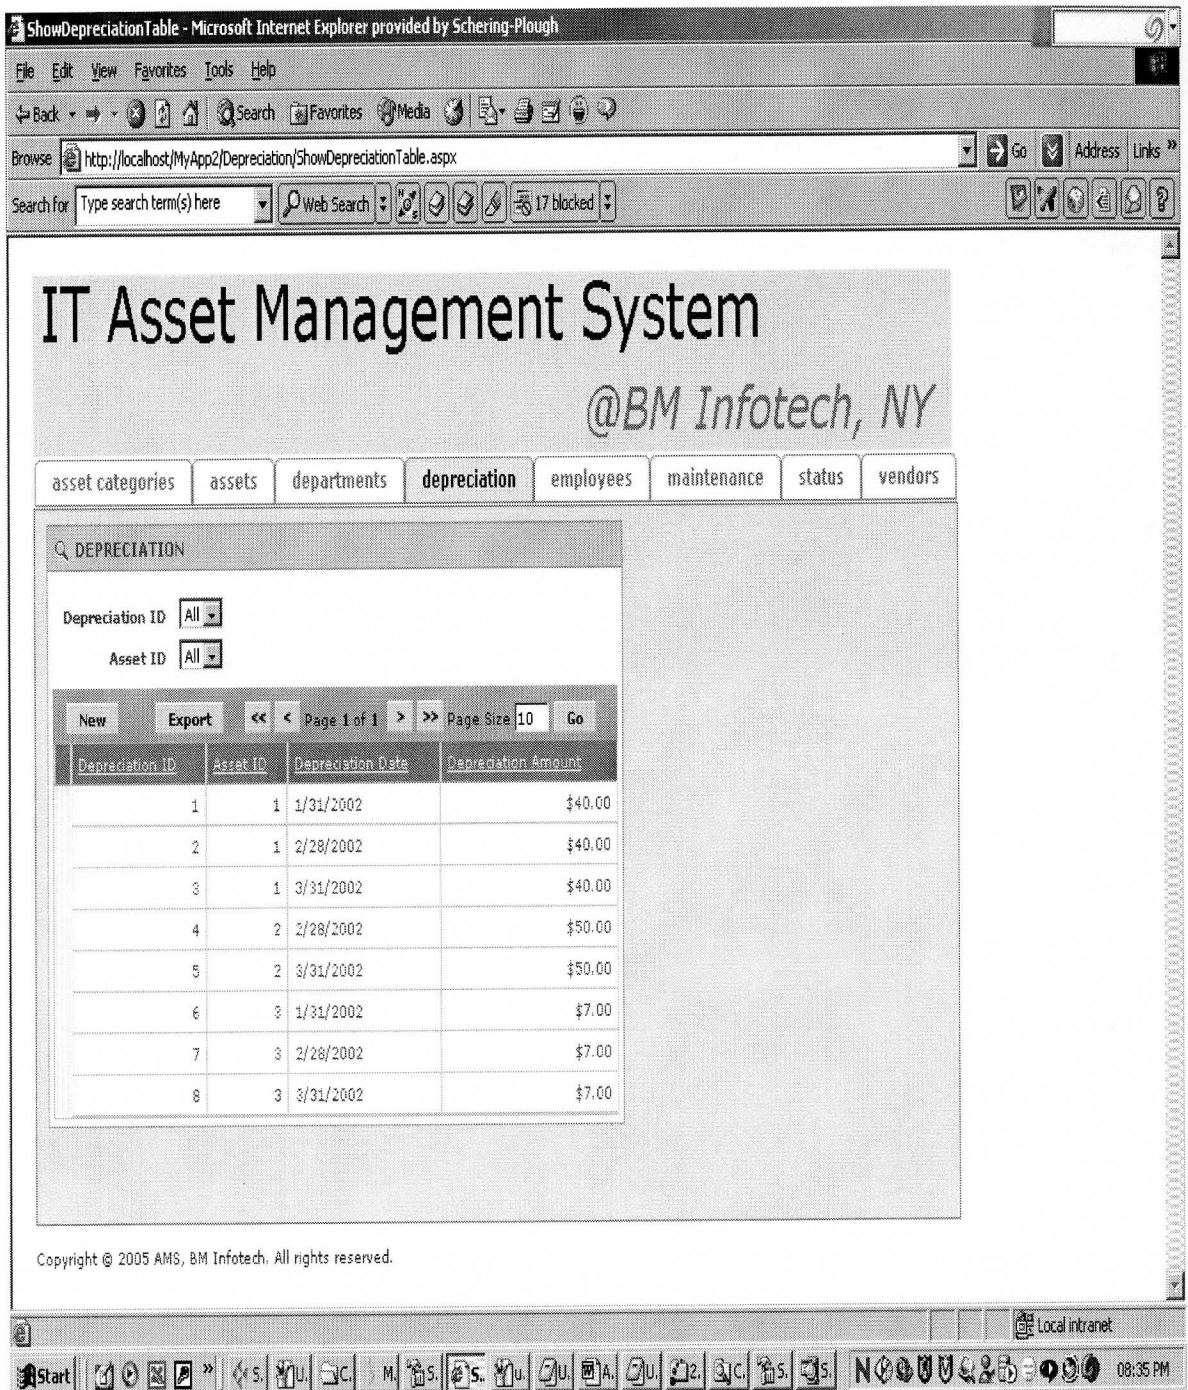 ShowDepreciationTable - Microsoft Internet Explorer provided by Schering-Plough
File Edit View Favorites Tools Help
Back Search Favorites Media
Browse http://localhost/MyApp2/Depreciation/ShowDepreciationTable.aspx Go Address Links »
Search for Type search term(s) here Web Search 17 blocked
IT Asset Management System
@BM Infotech, NY
asset categories assets departments depreciation employees maintenance status vendors
DEPRECIATION
Depreciation ID All
Asset ID All
New Export << < Page 1 of 1 > >> Page Size 10 Go
Depreciation ID Asset ID Depreciation Date Depreciation Amount
1 1 1/31/2002 $40.00
2 1 2/28/2002 $40.00
3 1 3/31/2002 $40.00
4 2 2/28/2002 $50.00
5 2 3/31/2002 $50.00
6 3 1/31/2002 $7.00
7 3 2/28/2002 $7.00
8 3 3/31/2002 $7.00
Copyright © 2005 AMS, BM Infotech. All rights reserved.
Local intranet
Start » S. U. C. M. S. S. U. U. A. U. 2. C. S. S. 08:35 PM